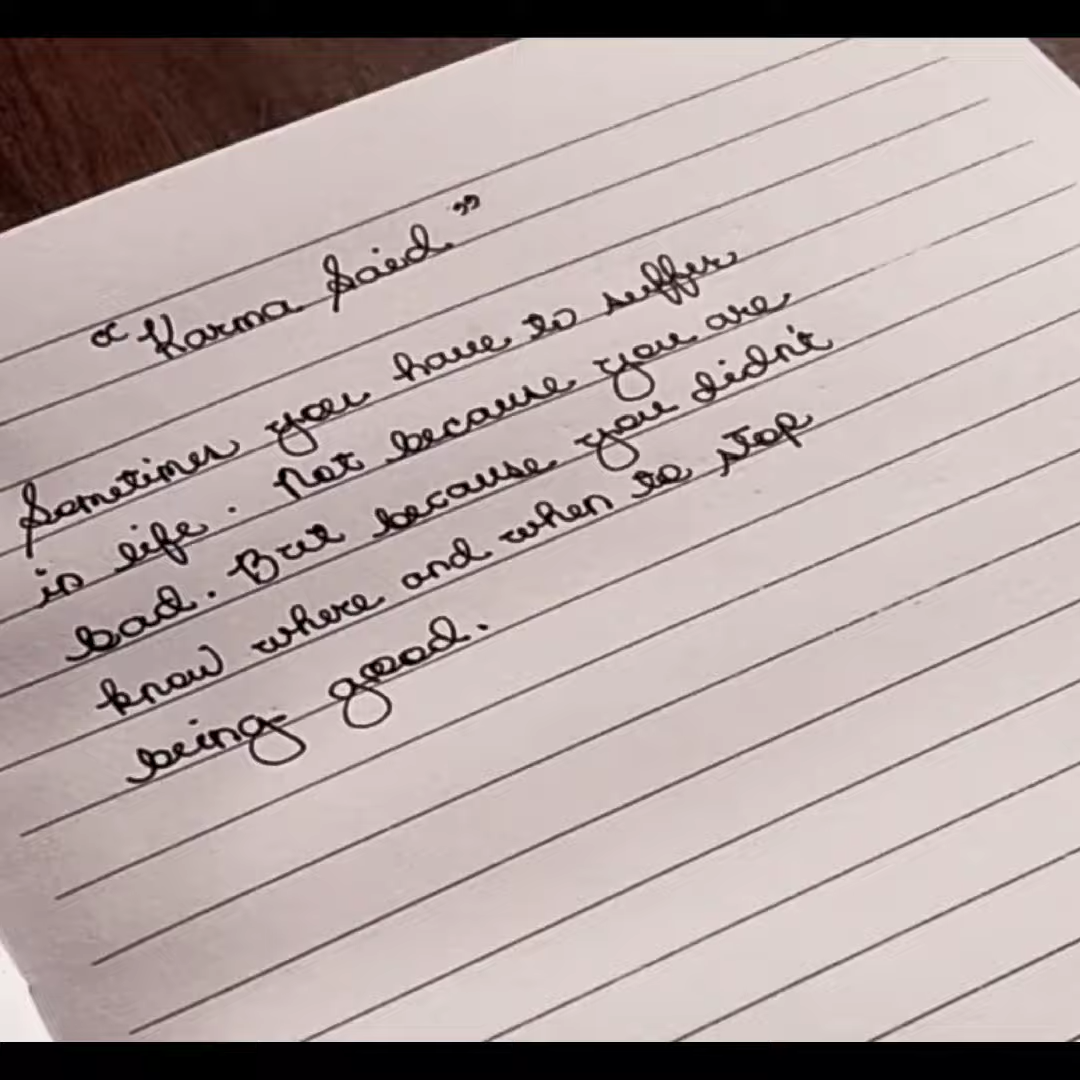 "Karma Said"
Sometimes you have to suffer
in life. Not because you are
bad. But because you didn't
know where and when to stop
being good.